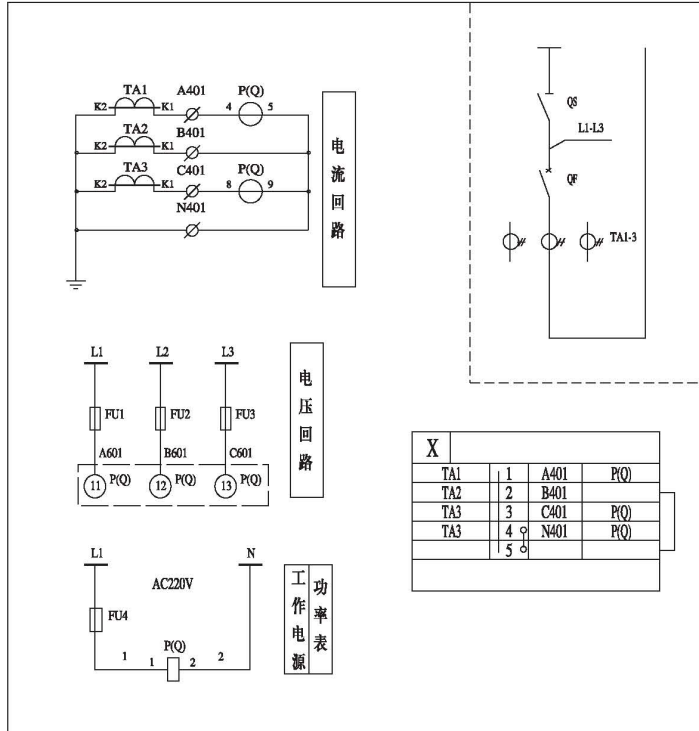 TA1 A401 P(Q)
K2 K1 4 5
TA2 B401
K2 K1
TA3 C401 P(Q)
K2 K1 8 9
N401
电流回路
QS
L1-L3
QF
TA1-3
L1 L2 L3
FU1 FU2 FU3
A601 B601 C601
11 P(Q) 12 P(Q) 13 P(Q)
电压回路
L1 N
AC220V
FU4
P(Q)
1 1 2 2
功率表
工作电源
X
TA1 1 A401 P(Q)
TA2 2 B401
TA3 3 C401 P(Q)
TA3 4 N401 P(Q)
5